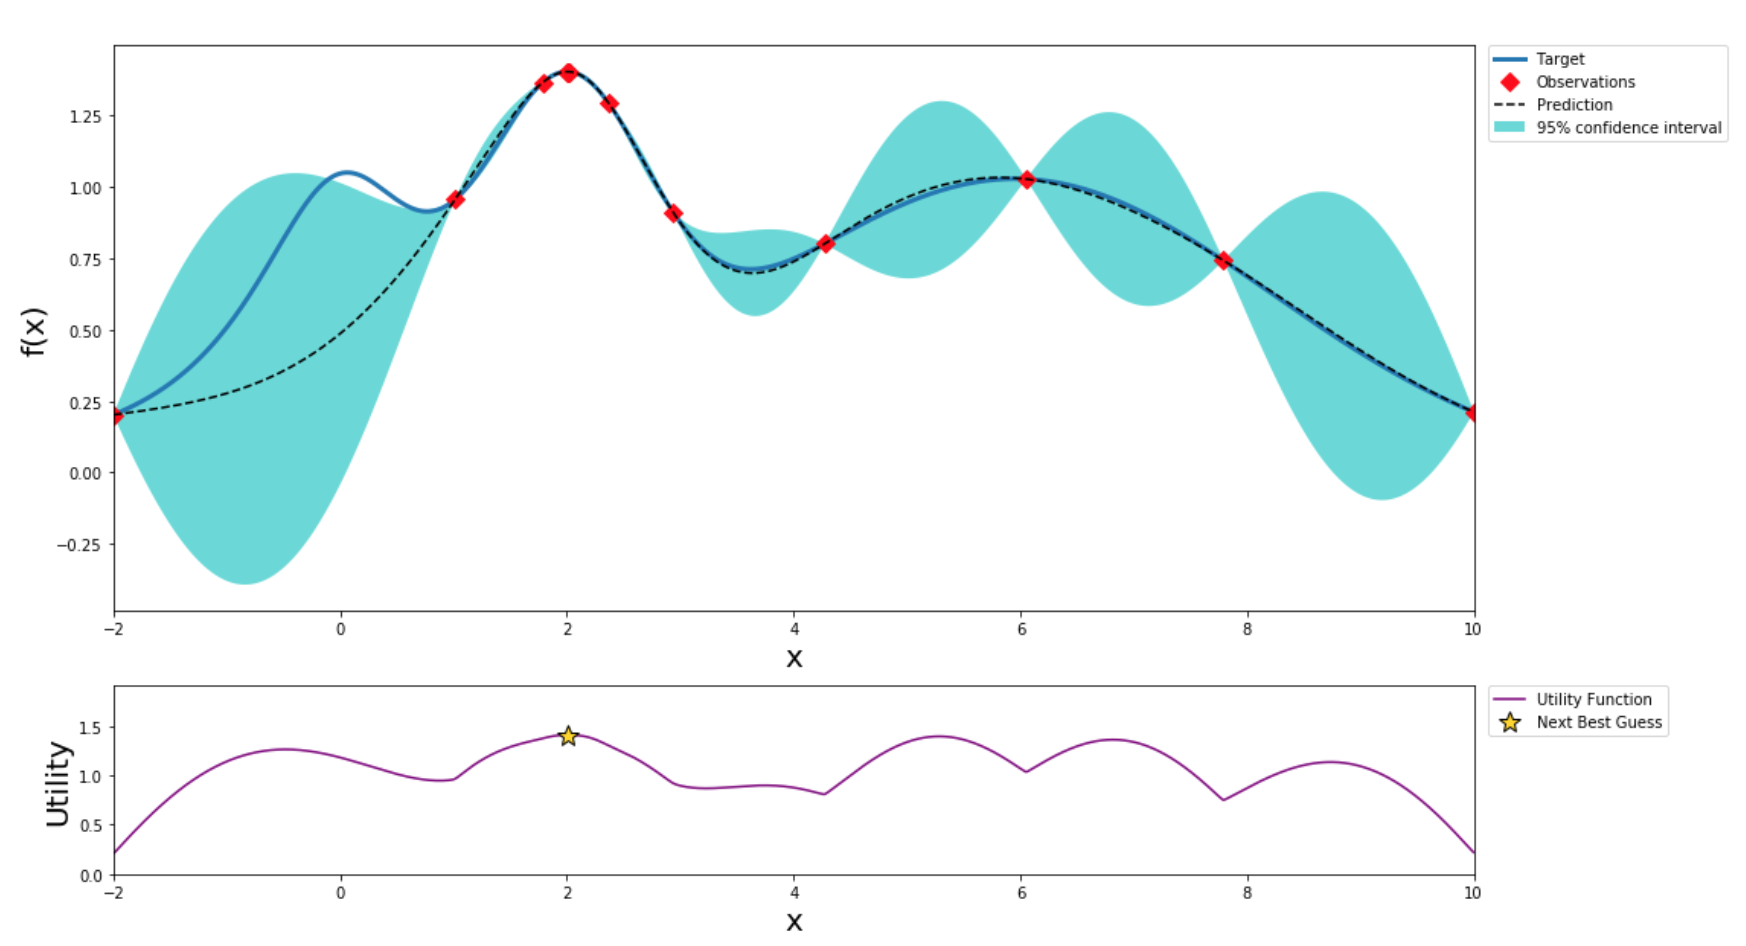 Target
Observations
Prediction
95% confidence interval
f(x)
1.25
1.00
0.75
0.50
0.25
0.00
−0.25
−2 0 2 4 6 8 10
x
Utility Function
Next Best Guess
Utility
1.5
1.0
0.5
0.0
−2 0 2 4 6 8 10
x